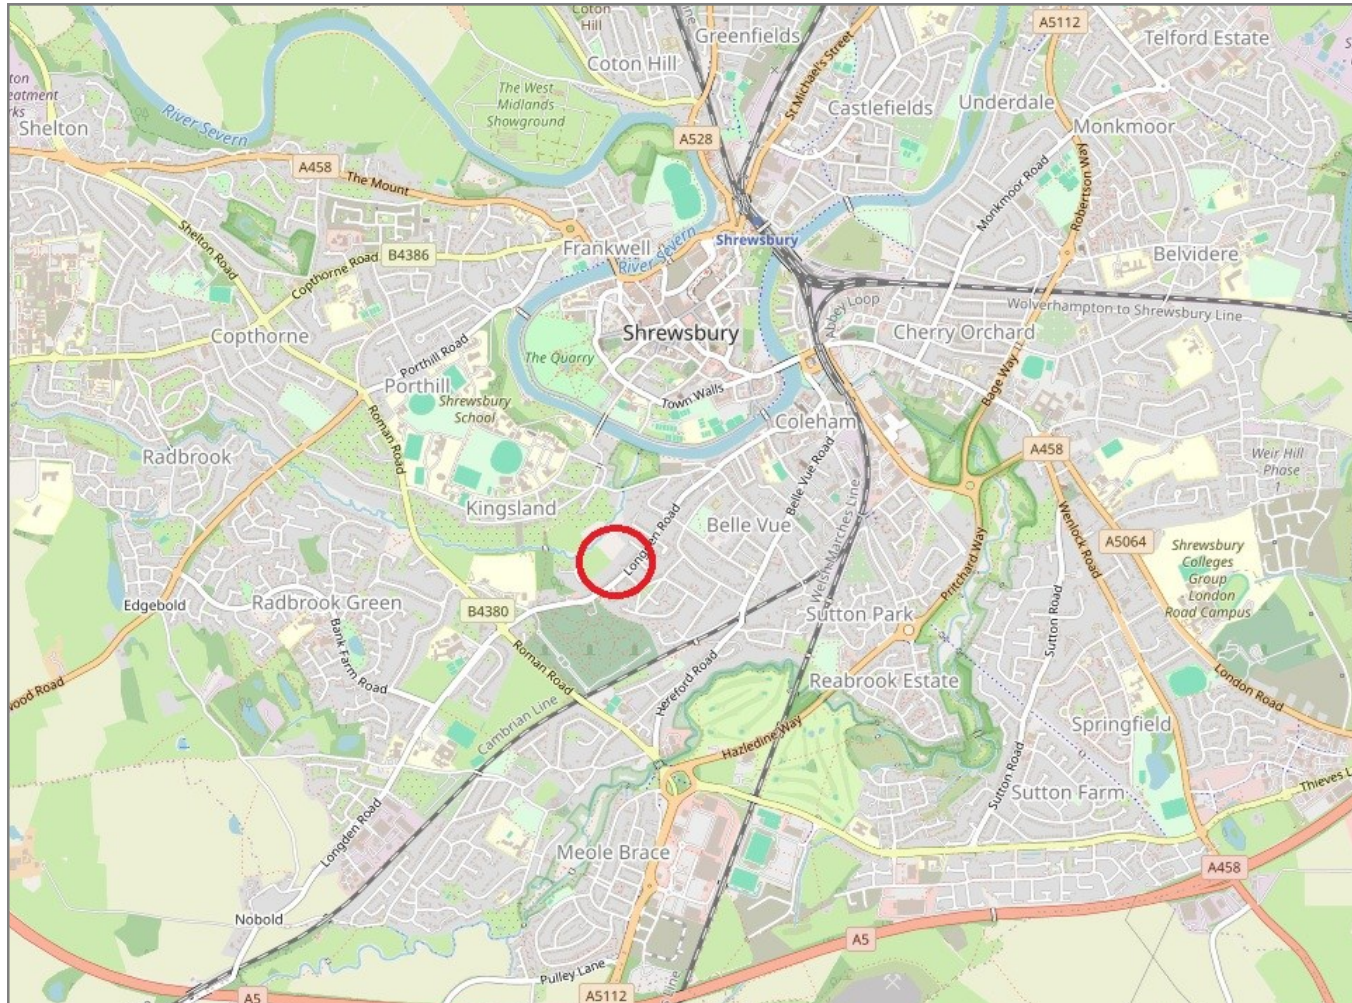 Coton
Hill
Line
Greenfields
A5112
Telford Estate
Coton Hill
The West
Midlands
Showground
St Michael's Street
Castlefields
Underdale
Monkmoor
Shelton
River Severn
A528
A458
The Mount
Monkmoor Road
Robertson Way
Shelton Road
Frankwell
River Severn
Shrewsbury
B4386
Copthorne Road
Belvidere
Copthorne
Shrewsbury
Abbey Loop
Wolverhampton to Shrewsbury Line
Cherry Orchard
The Quarry
Porthill Road
Porthill
Shrewsbury
School
Town Walls
Bage Way
Roman Road
Coleham
Radbrook
A458
Weir Hill
- Phase
1
Kingsland
Belle Vue
Belle Vue Road
Longden Road
Welsh Marches Line
Wenlock Road
A5064
Pritchard Way
Shrewsbury
Colleges
Group
London
Road Campus
Edgebold
Radbrook Green
B4380
Sutton Park
Sutton Road
Bank Farm Road
Roman Road
Hereford Road
Reabrook Estate
London Road
wood Road
Cambrian Line
Hazledine Way
Springfield
Sutton Road
Sutton Farm
Thieves L
Longden Road
Meole Brace
A458
Nobold
A5
Pulley Lane
A5
A5112
Line